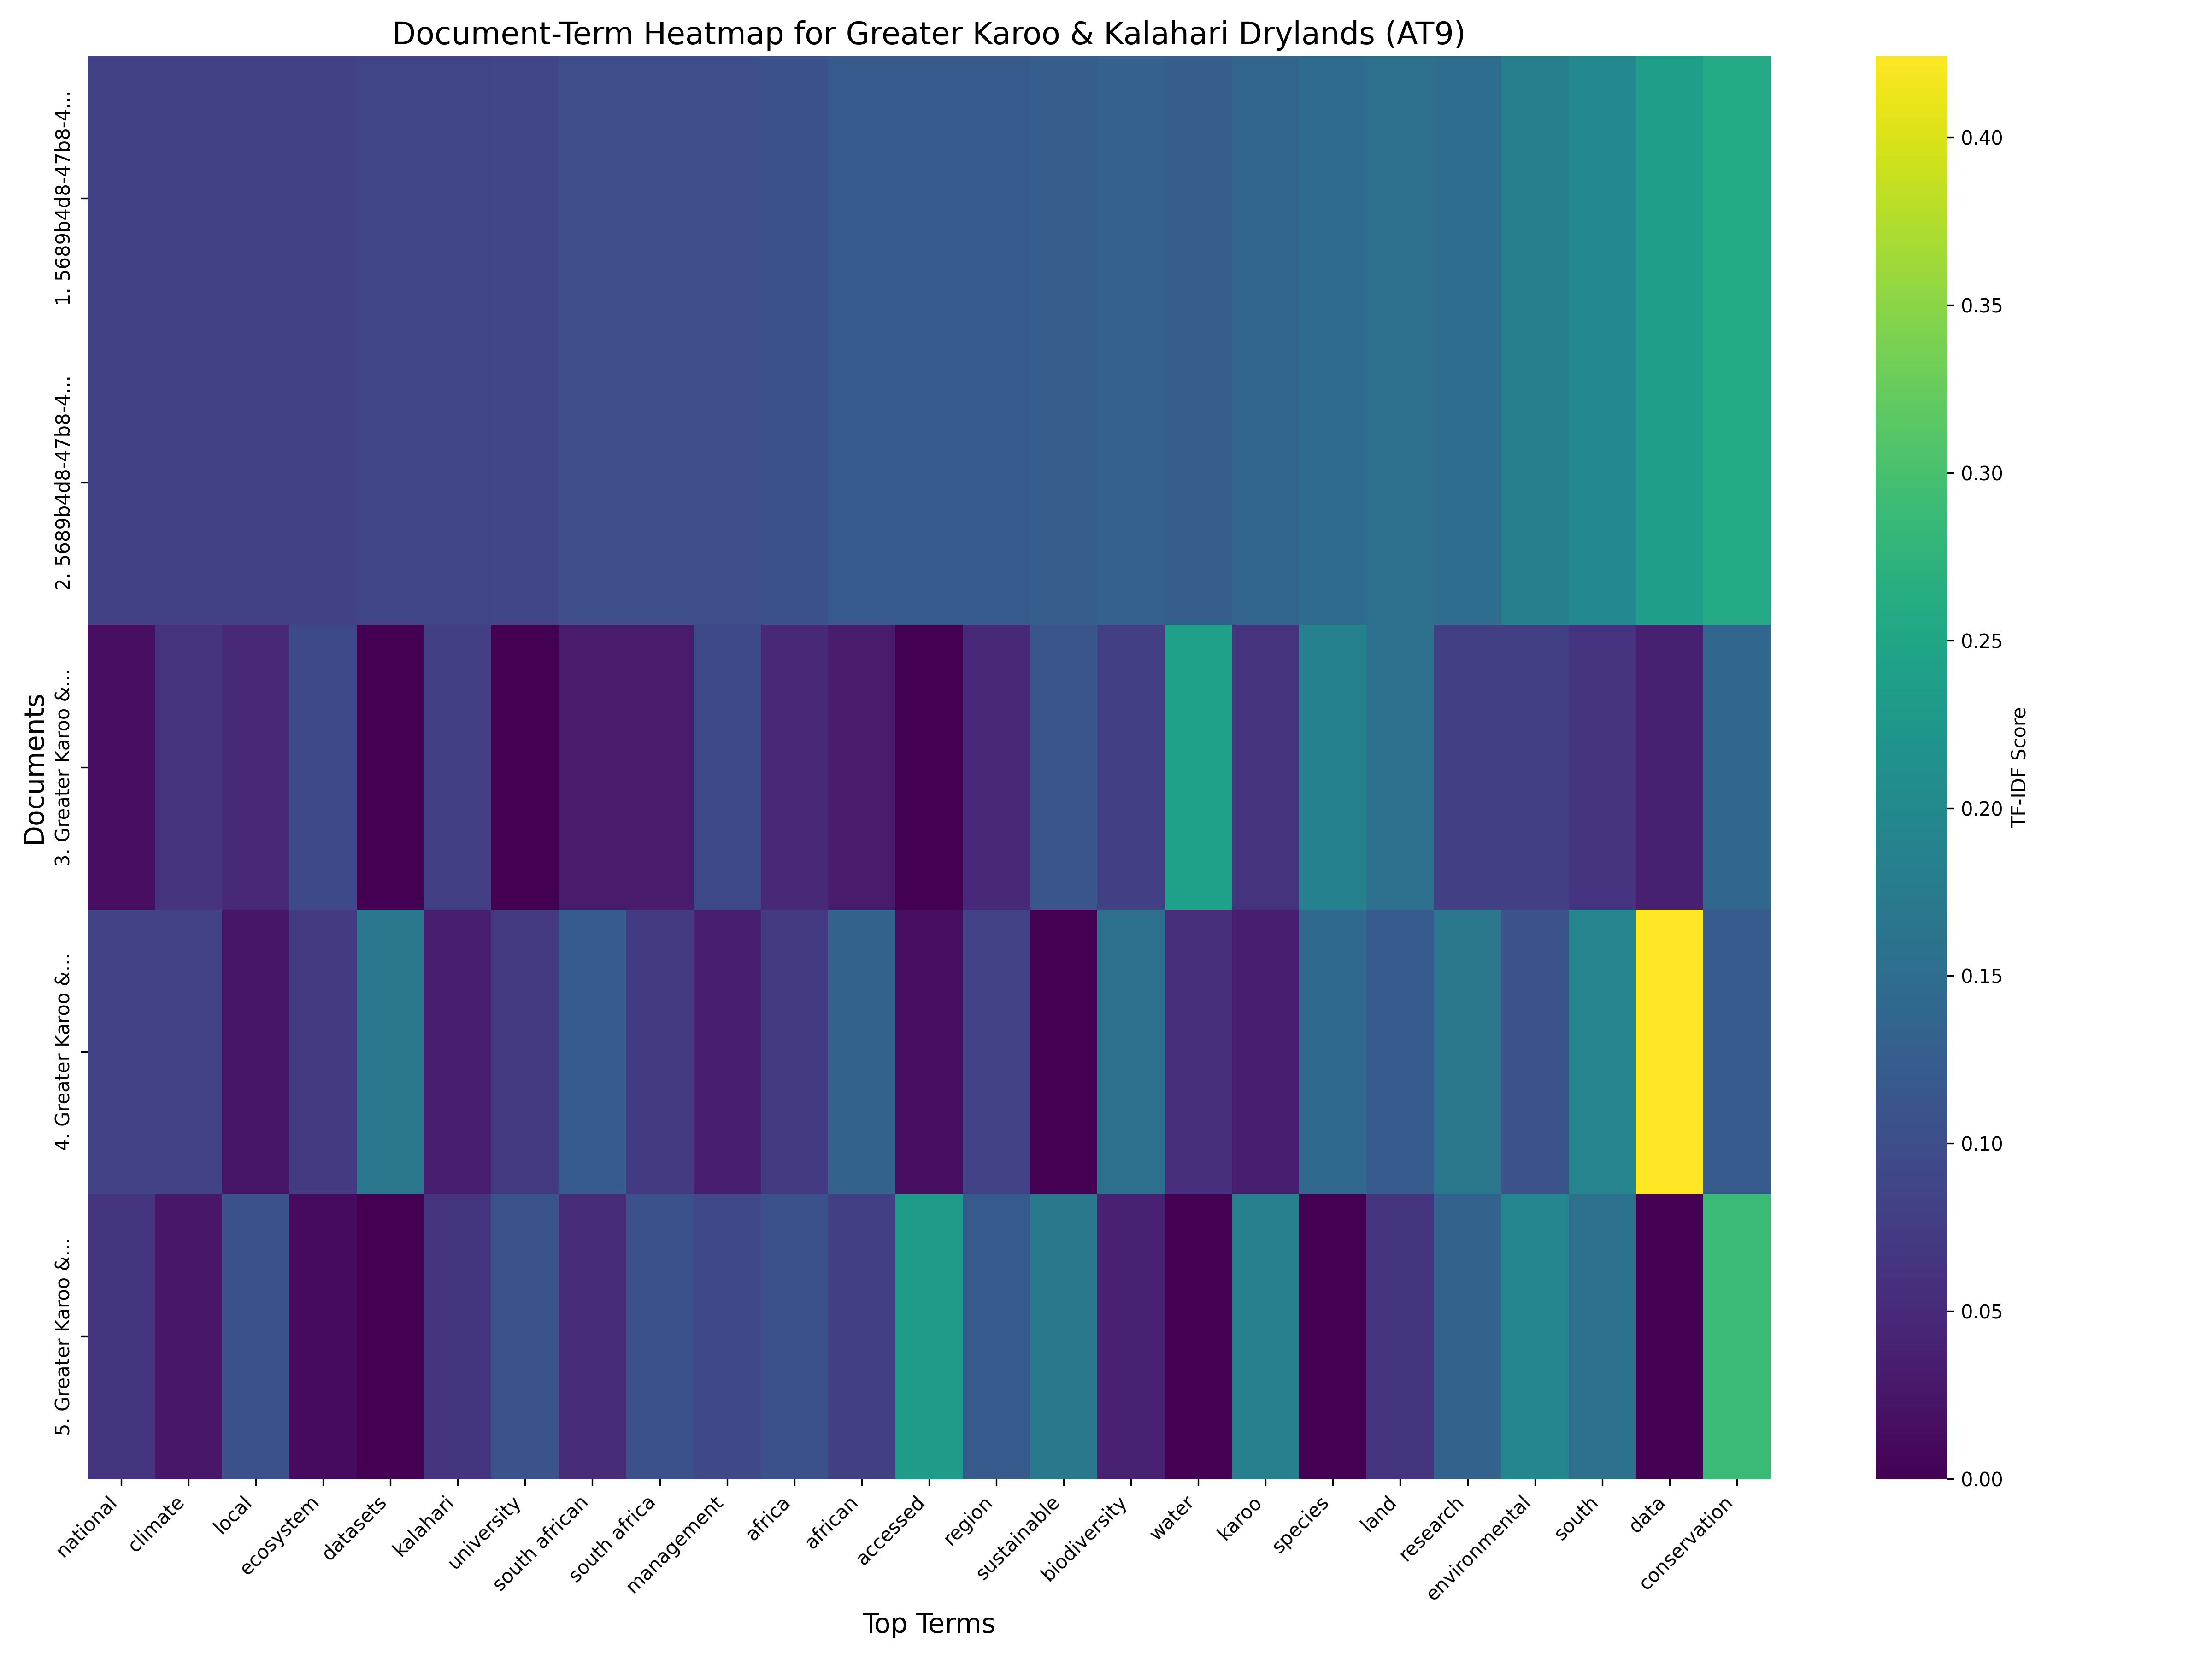 Document-Term Heatmap for Greater Karoo & Kalahari Drylands (AT9)
Documents
1. 5689b4d8-47b8-4...
2. 5689b4d8-47b8-4...
3. Greater Karoo &...
4. Greater Karoo &...
5. Greater Karoo &...
national
climate
local
ecosystem
datasets
kalahari
university
south african
south africa
management
africa
african
accessed
region
sustainable
biodiversity
water
karoo
species
land
research
environmental
south
data
conservation
Top Terms
0.40
0.35
0.30
0.25
0.20
0.15
0.10
0.05
0.00
TF-IDF Score